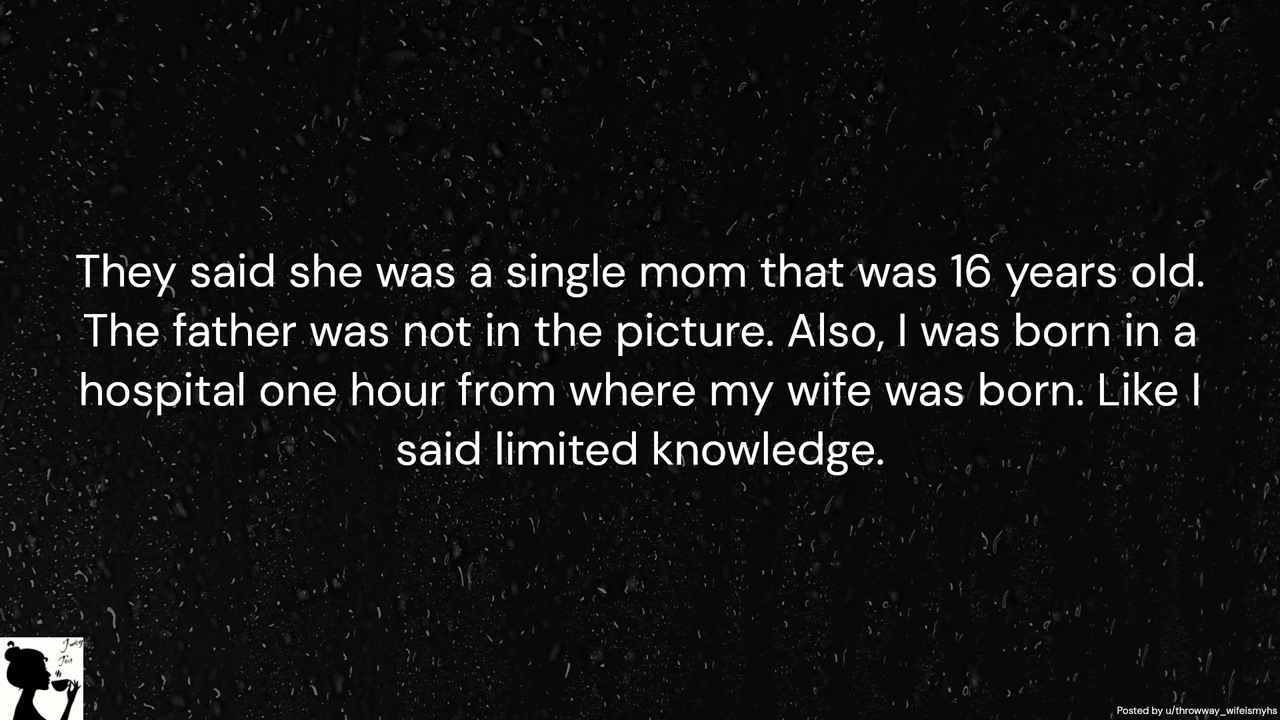 They said she was a single mom that was 16 years old.
The father was not in the picture. Also, I was born in a
hospital one hour from where my wife was born. Like I
said limited knowledge.
Juicy
Tea
Posted by u/throwway_wifeismyhs